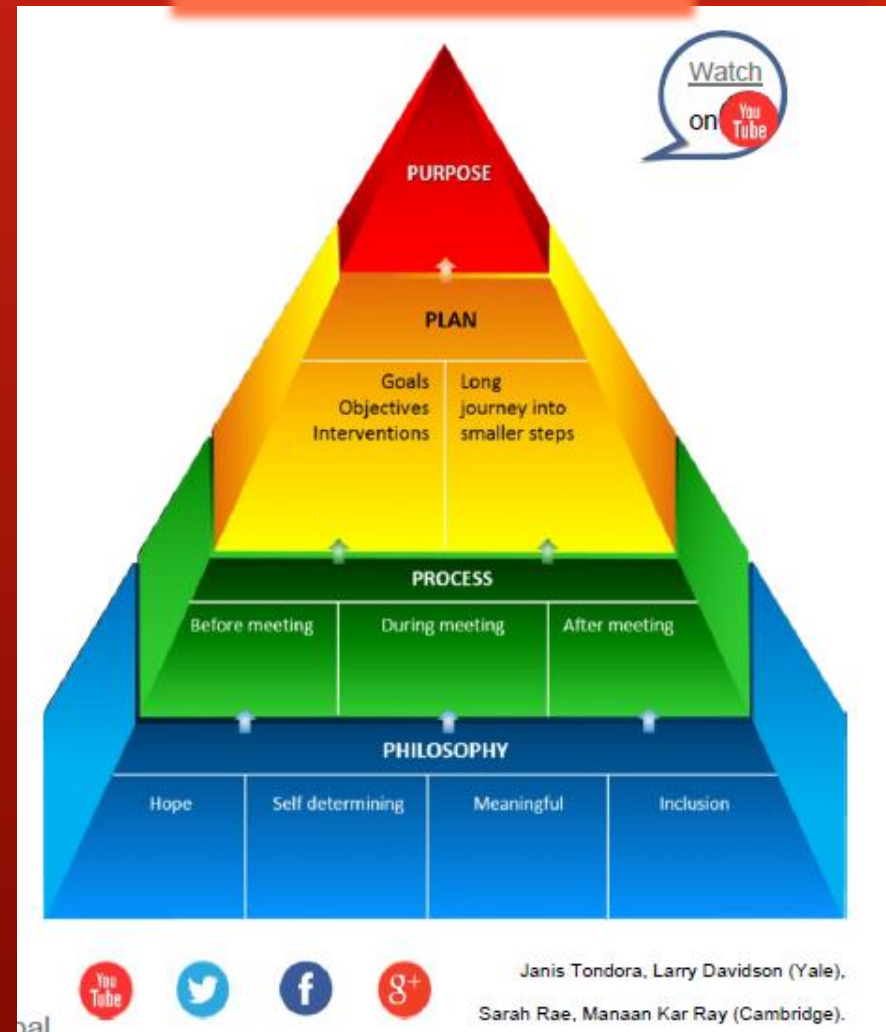 Watch
on You
Tube
PURPOSE
PLAN
Goals
Objectives
Interventions
Long
journey into
smaller steps
PROCESS
Before meeting
During meeting
After meeting
PHILOSOPHY
Hope
Self determining
Meaningful
Inclusion
You
Tube
f
g+
Janis Tondora, Larry Davidson (Yale),
Sarah Rae, Manaan Kar Ray (Cambridge).